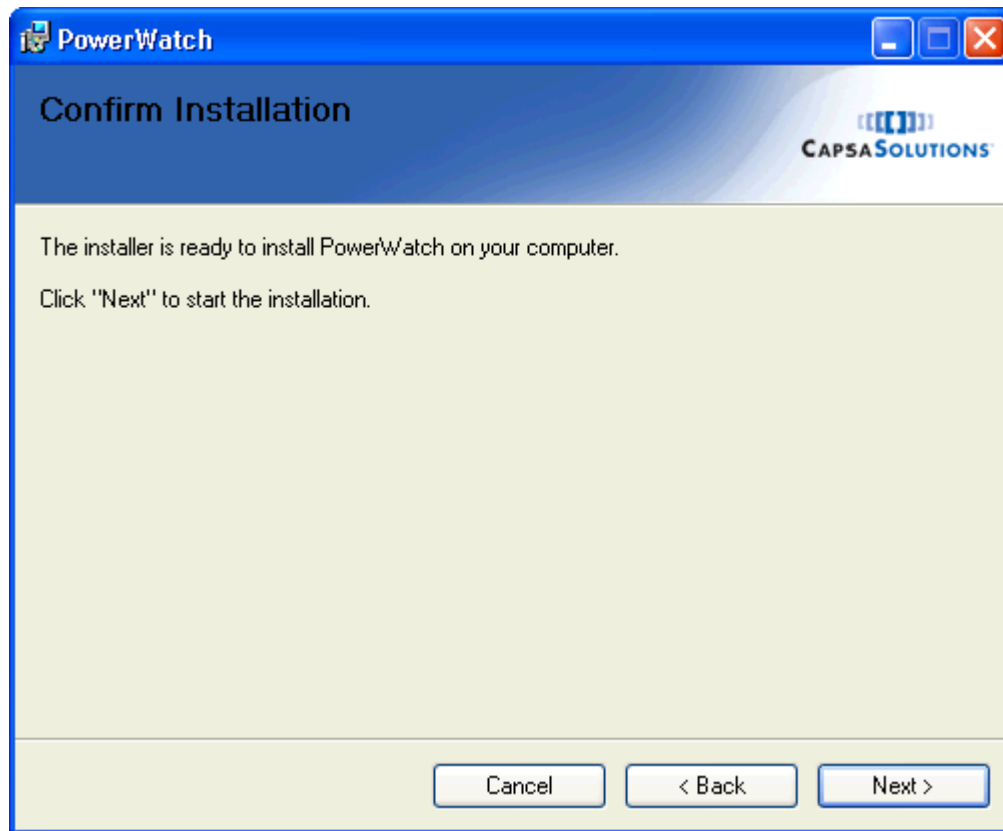 PowerWatch
Confirm Installation
CAPSASOLUTIONS
The installer is ready to install PowerWatch on your computer.
Click "Next" to start the installation.
Cancel
< Back
Next >